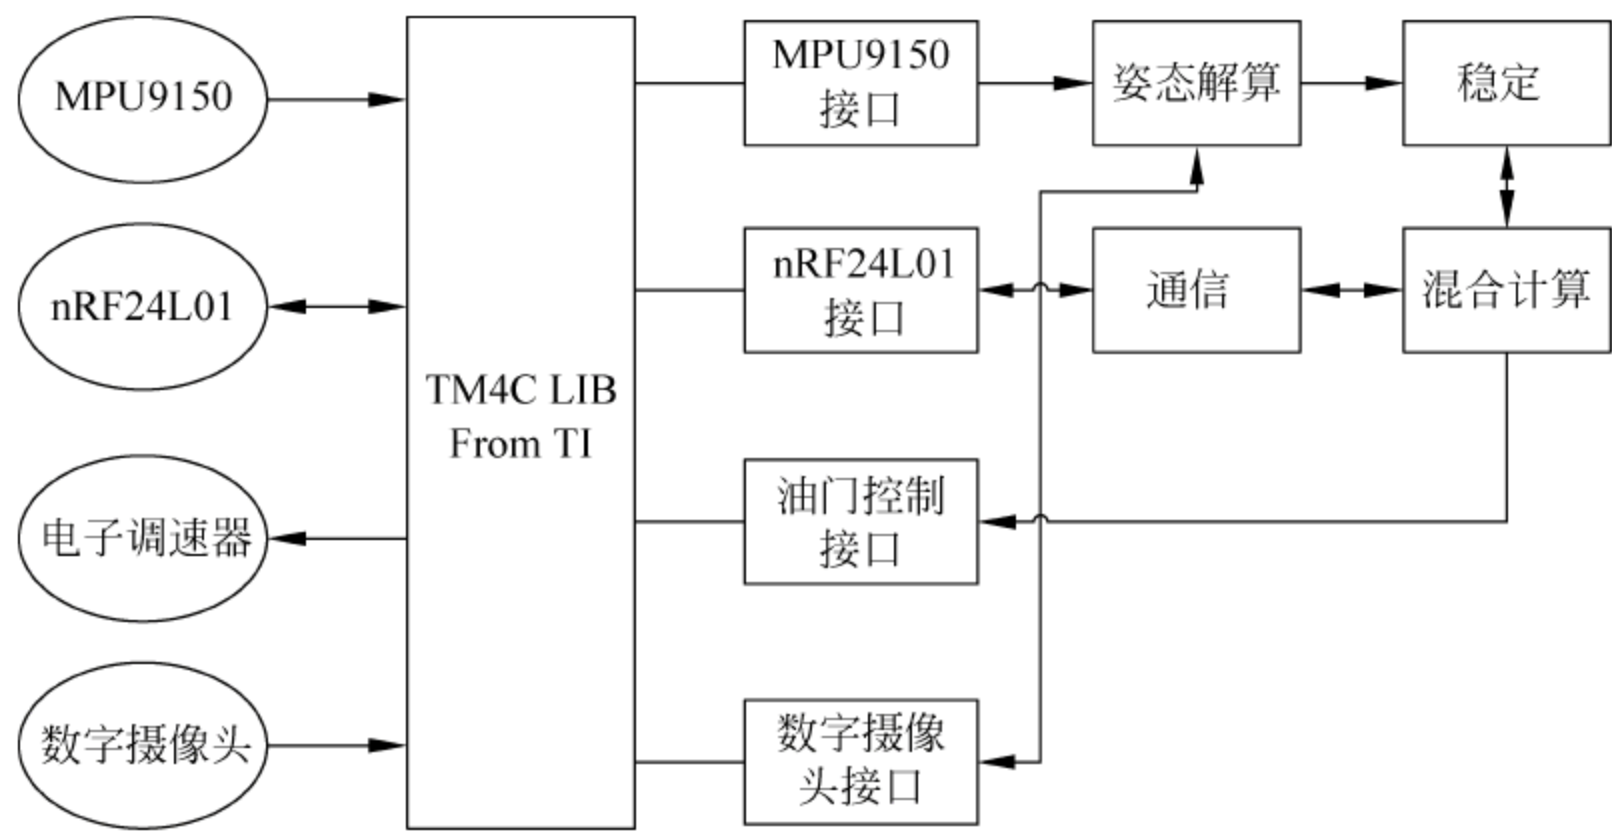 MPU9150
nRF24L01
电子调速器
数字摄像头
TM4C LIB
From TI
MPU9150
接口
姿态解算
稳定
nRF24L01
接口
通信
混合计算
油门控制
接口
数字摄像
头接口